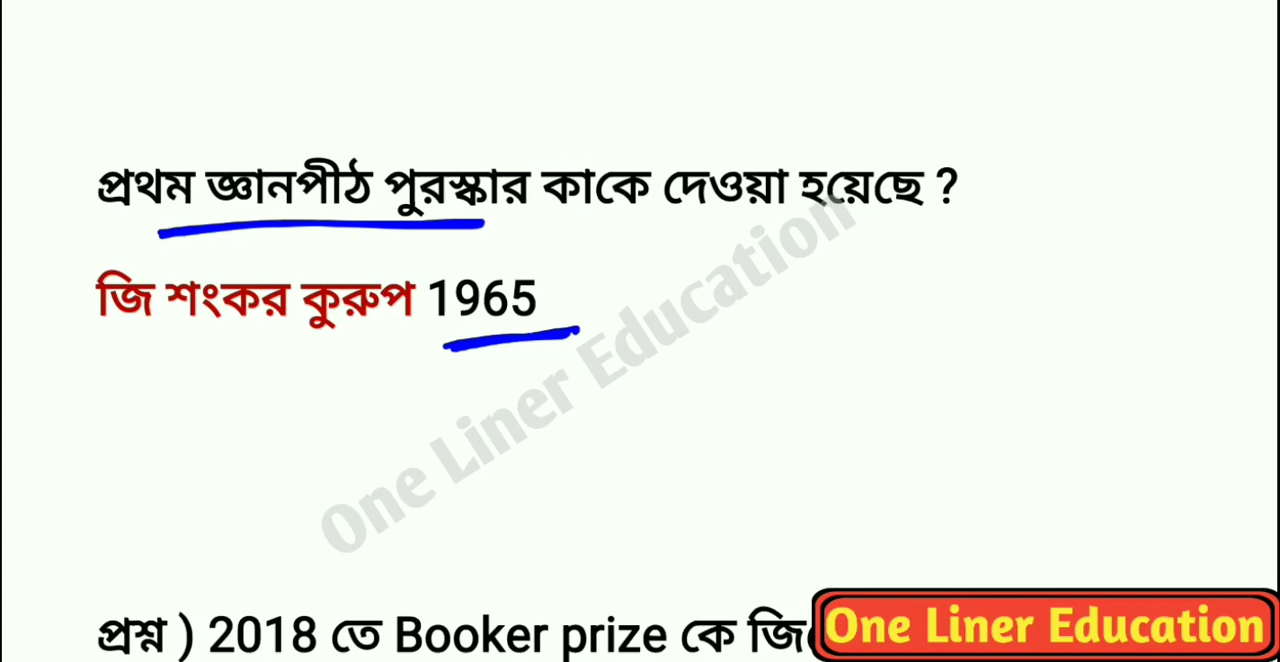 প্রথম জ্ঞানপীঠ পুরস্কার কাকে দেওয়া হয়েছে ?
জি শংকর কুরুপ 1965
One Liner Education
প্রশ্ন ) 2018 তে Booker prize কে
One Liner Education